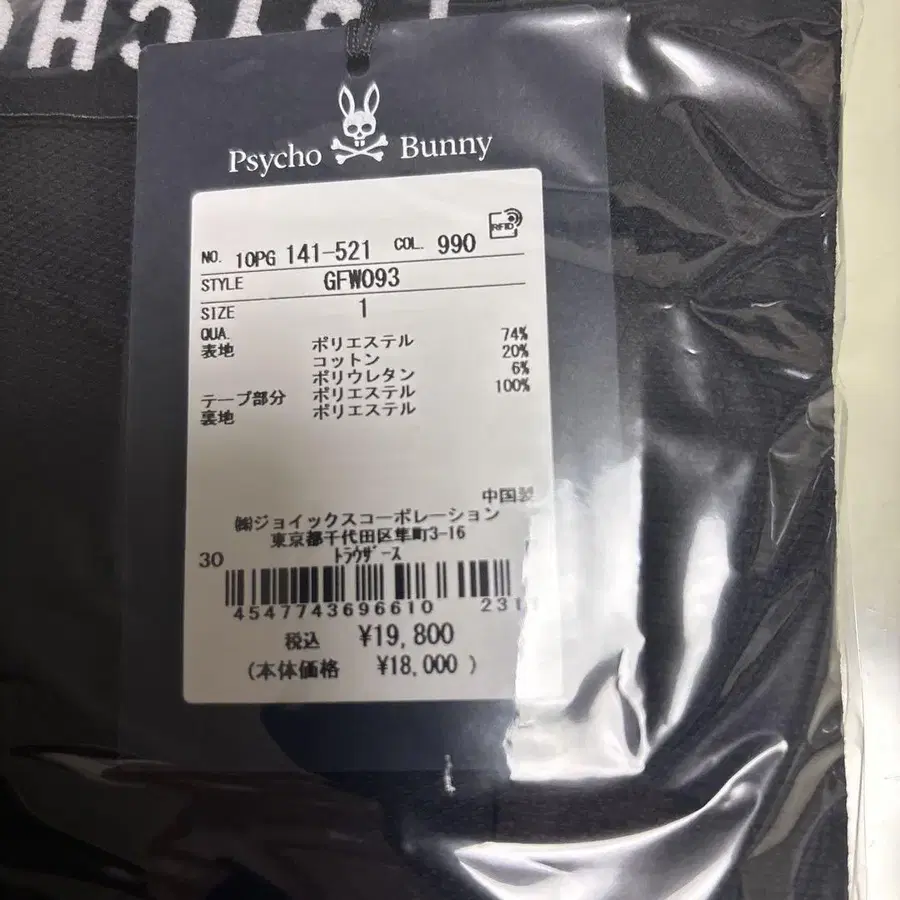 Psycho Bunny
NO. 10PG 141-521 COL. 990 RFID
STYLE GFW093
SIZE 1
QUA.
表地 ポリエステル 74%
コットン 20%
ポリウレタン 6%
テープ部分 ポリエステル 100%
裏地 ポリエステル
中国製
㈱ジョイックスコーポレーション
東京都千代田区隼町3-16
30 ﾄﾗｳｻﾞｰｽ
4547743696610 231
税込 ¥19,800
(本体価格 ¥18,000 )